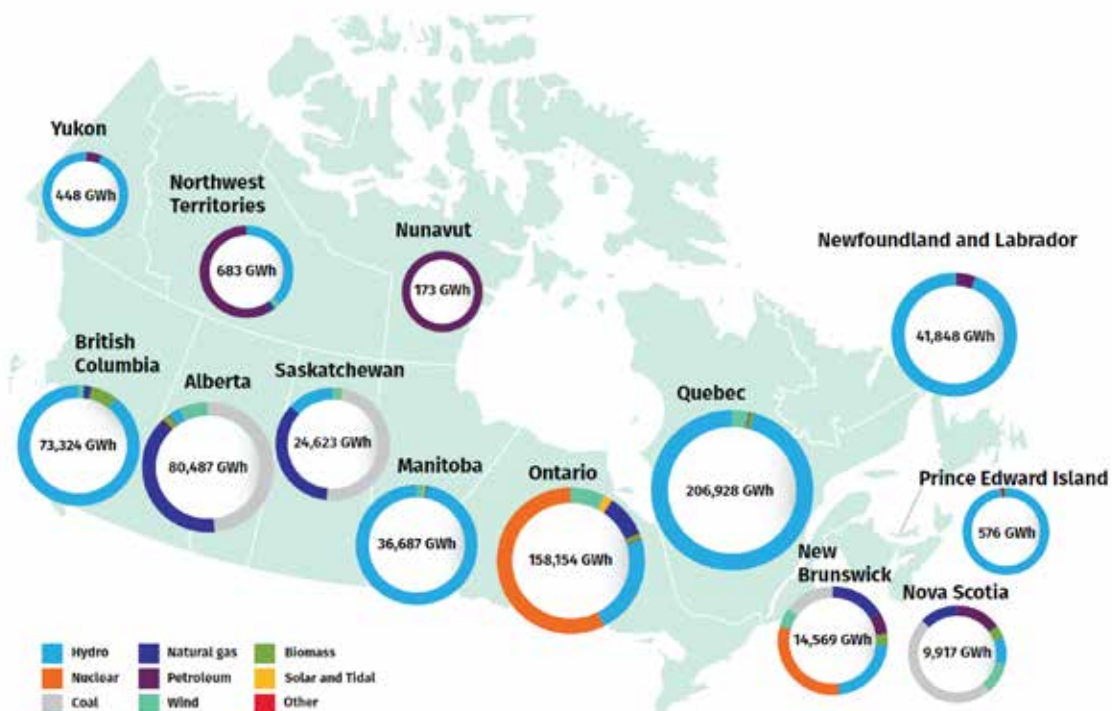 Yukon
448 GWh
Northwest
Territories
683 GWh
Nunavut
173 GWh
Newfoundland and Labrador
41,848 GWh
British
Columbia
73,324 GWh
Alberta
80,487 GWh
Saskatchewan
24,623 GWh
Manitoba
36,687 GWh
Ontario
158,154 GWh
Quebec
206,928 GWh
Prince Edward Island
576 GWh
New
Brunswick
14,569 GWh
Nova Scotia
9,917 GWh
Hydro
Natural gas
Biomass
Nuclear
Petroleum
Solar and Tidal
Coal
Wind
Other